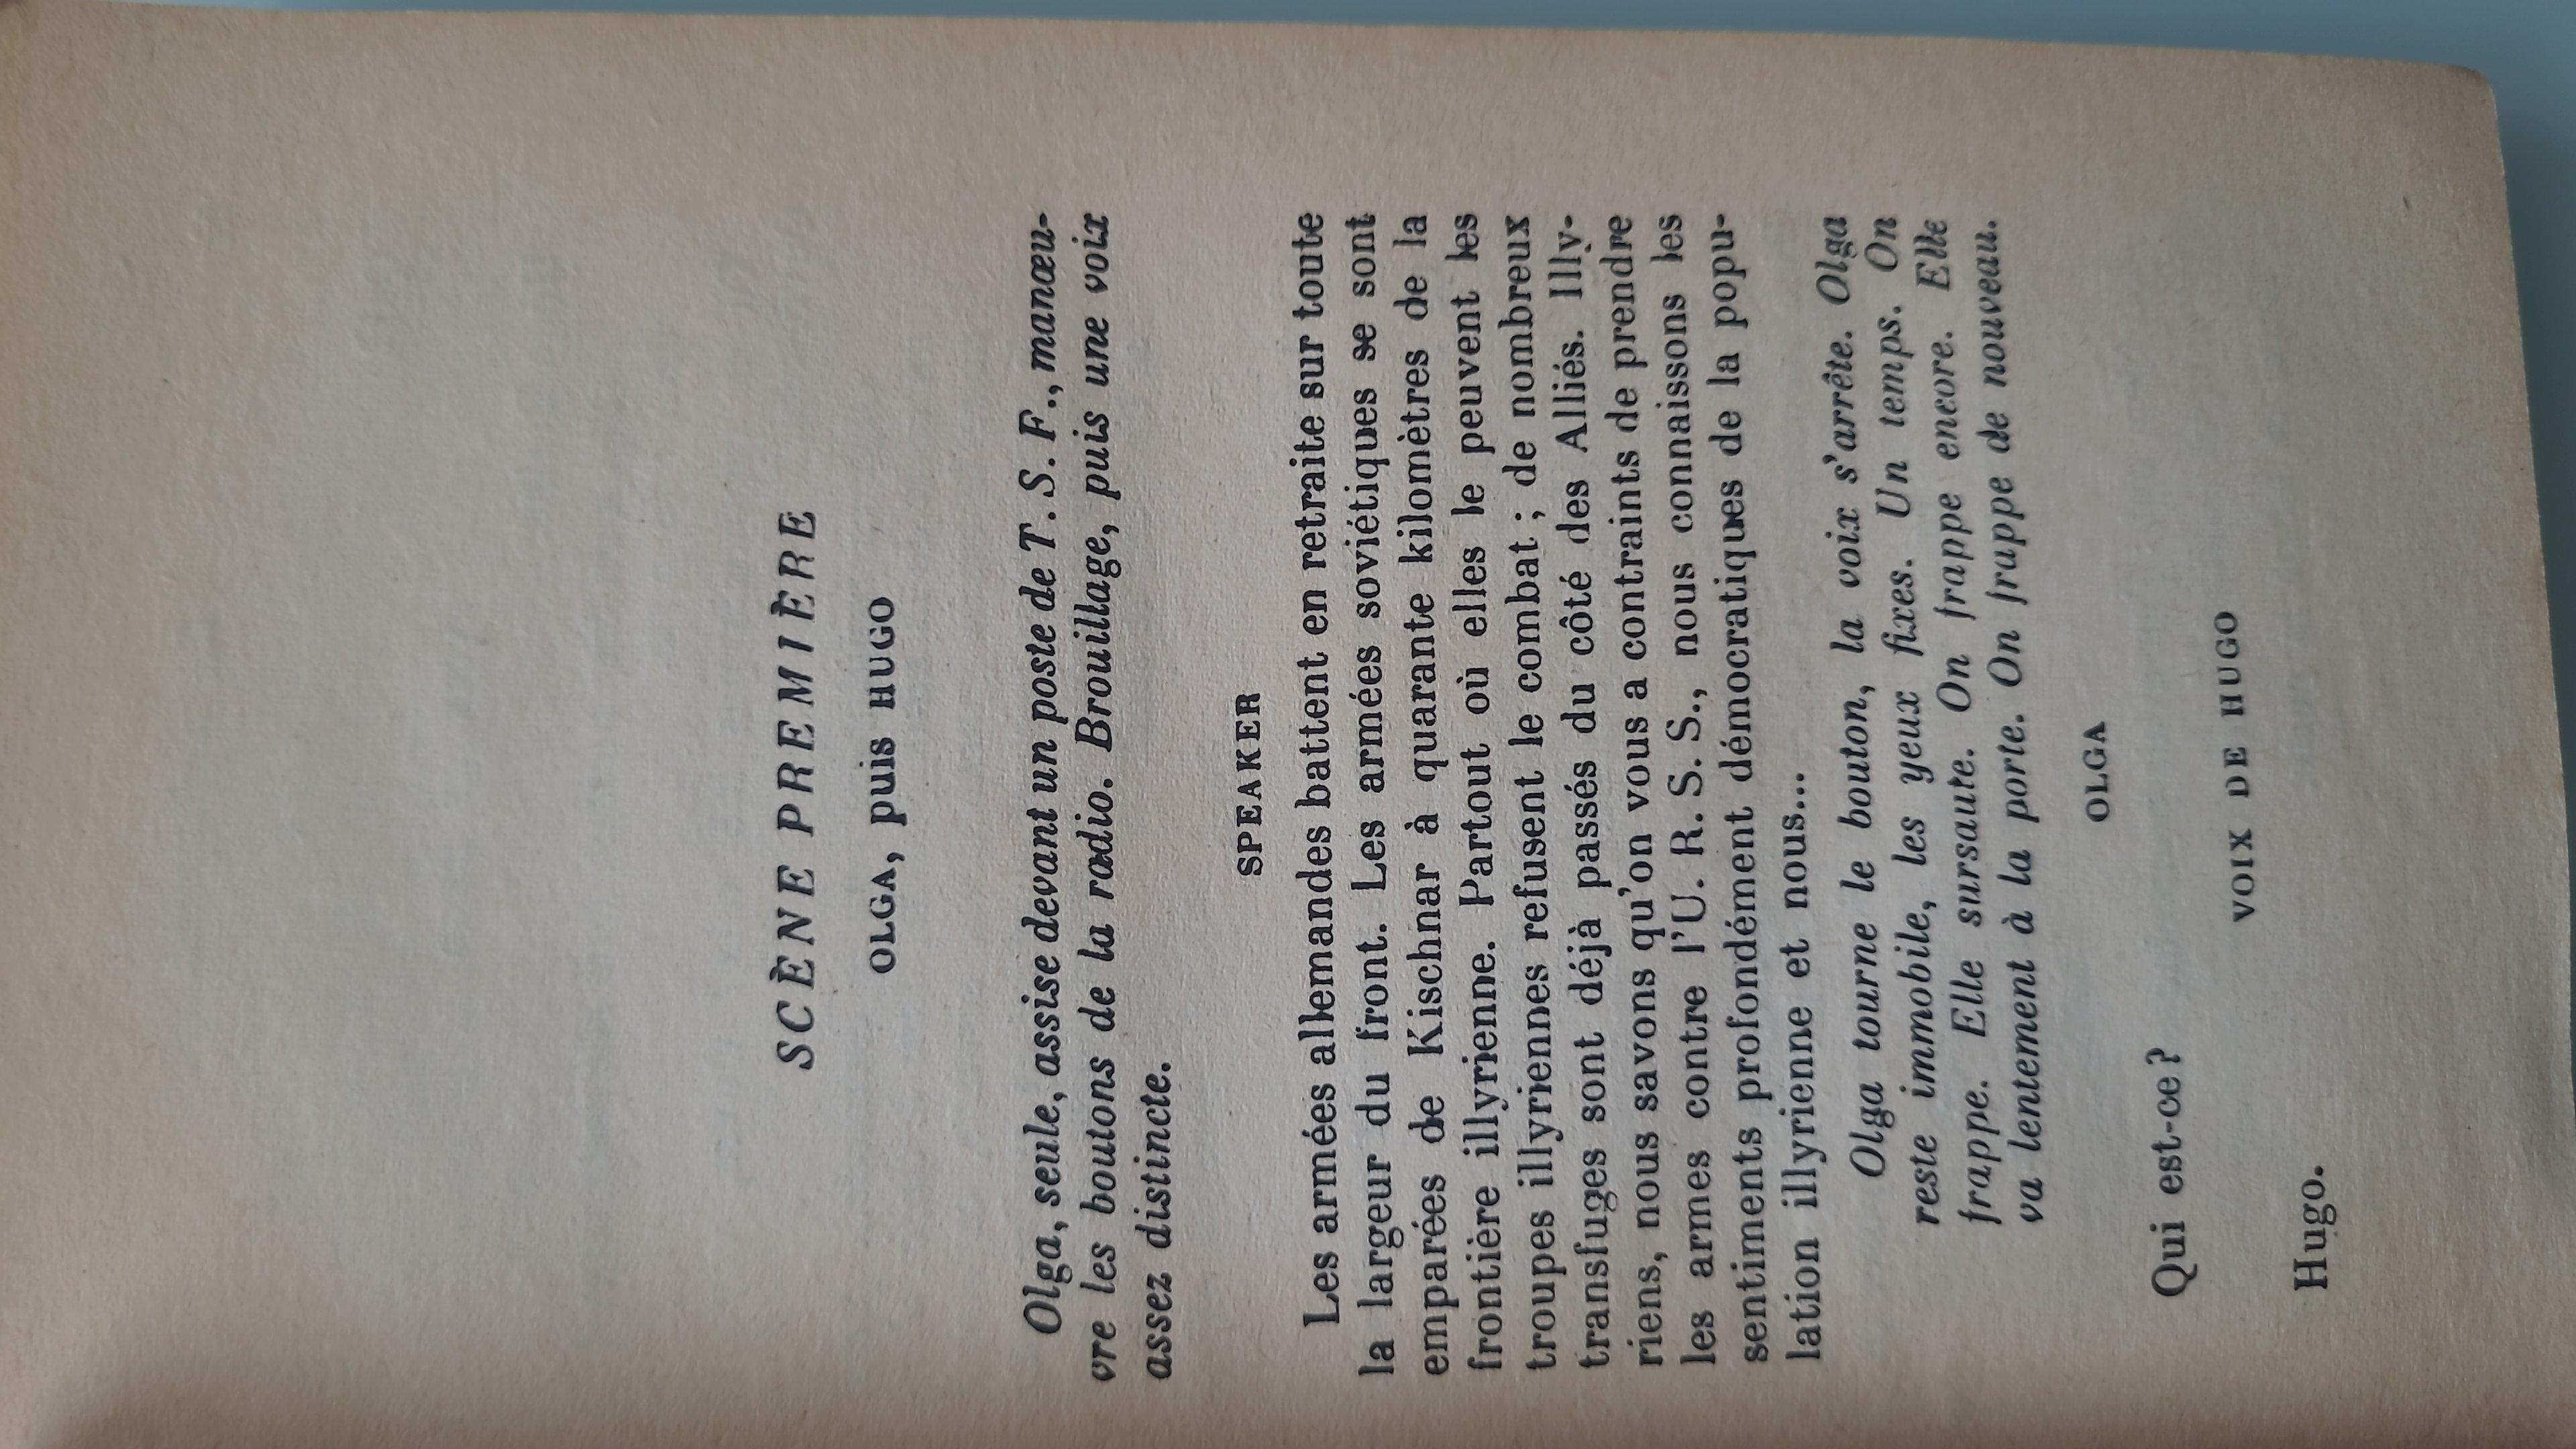 SCÈNE PREMIÈRE
OLGA, puis HUGO
Olga, seule, assise devant un poste de T. S. F., manœu-
vre les boutons de la radio. Brouillage, puis une voix
assez distincte.
SPEAKER
Les armées allemandes battent en retraite sur toute
la largeur du front. Les armées soviétiques se sont
emparées de Kischnar à quarante kilomètres de la
frontière illyrienne. Partout où elles le peuvent les
troupes illyriennes refusent le combat ; de nombreux
transfuges sont déjà passés du côté des Alliés. Illy-
riens, nous savons qu'on vous a contraints de prendre
les armes contre l'U. R. S. S., nous connaissons les
sentiments profondément démocratiques de la popu-
lation illyrienne et nous...
Olga tourne le bouton, la voix s'arrête. Olga
reste immobile, les yeux fixes. Un temps. On
frappe. Elle sursaute. On frappe encore. Elle
va lentement à la porte. On frappe de nouveau.
OLGA
Qui est-ce ?
VOIX DE HUGO
Hugo.